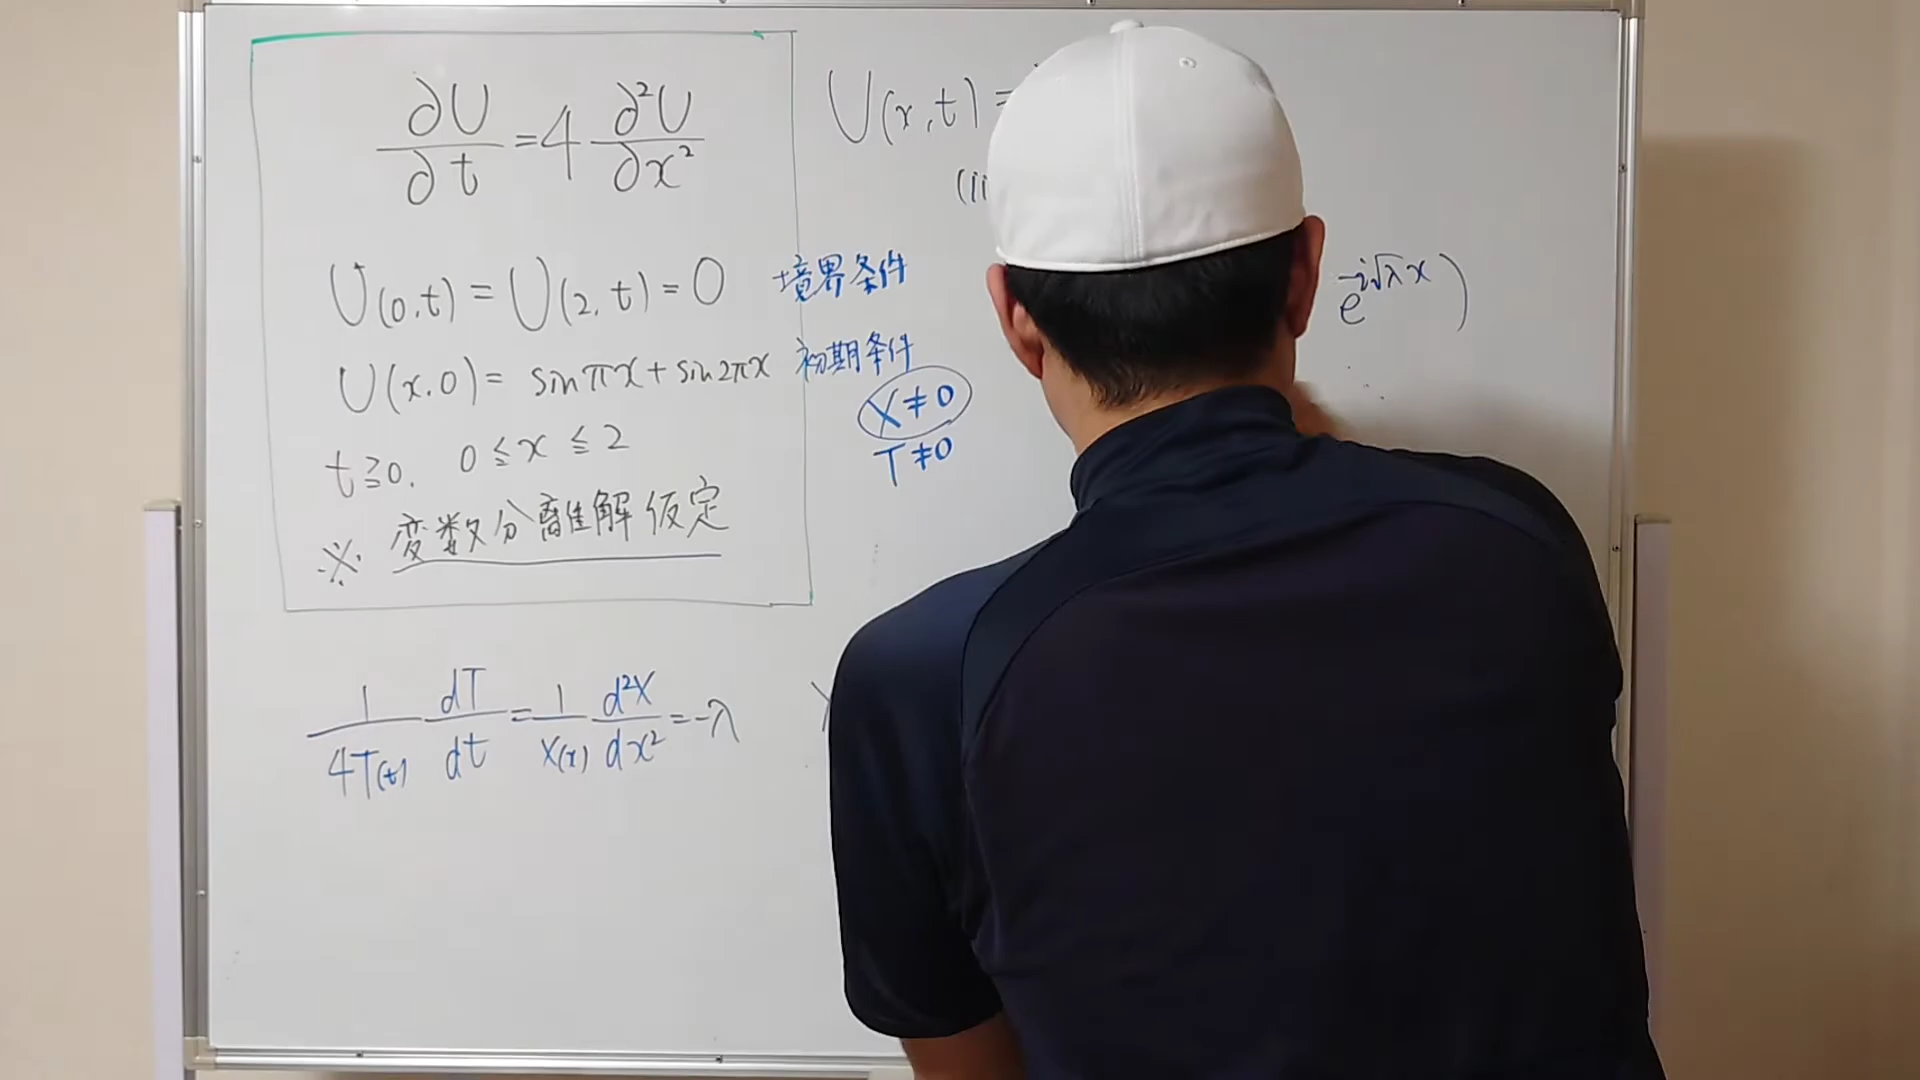 ∂U/∂t = 4 ∂²U/∂x²
U(0,t) = U(2,t) = 0 境界条件
U(x,0) = sinπx + sin2πx 初期条件
t≧0, 0≦x≦2
※ 変数分離解仮定
1/4T(t) dT/dt = 1/X(x) d²X/dx² = -λ
U(x,t) =
(ii
e^{-i√λx})
X≠0
T≠0